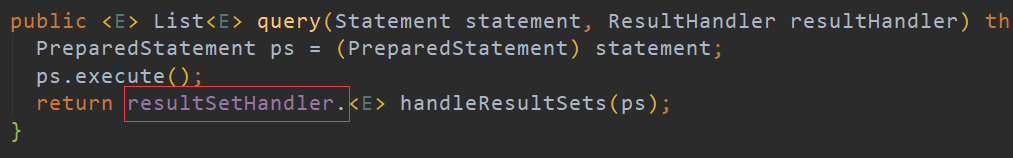 public <E> List<E> query(Statement statement, ResultHandler resultHandler) th
PreparedStatement ps = (PreparedStatement) statement;
ps.execute();
return resultSetHandler.<E> handleResultSets(ps);
}